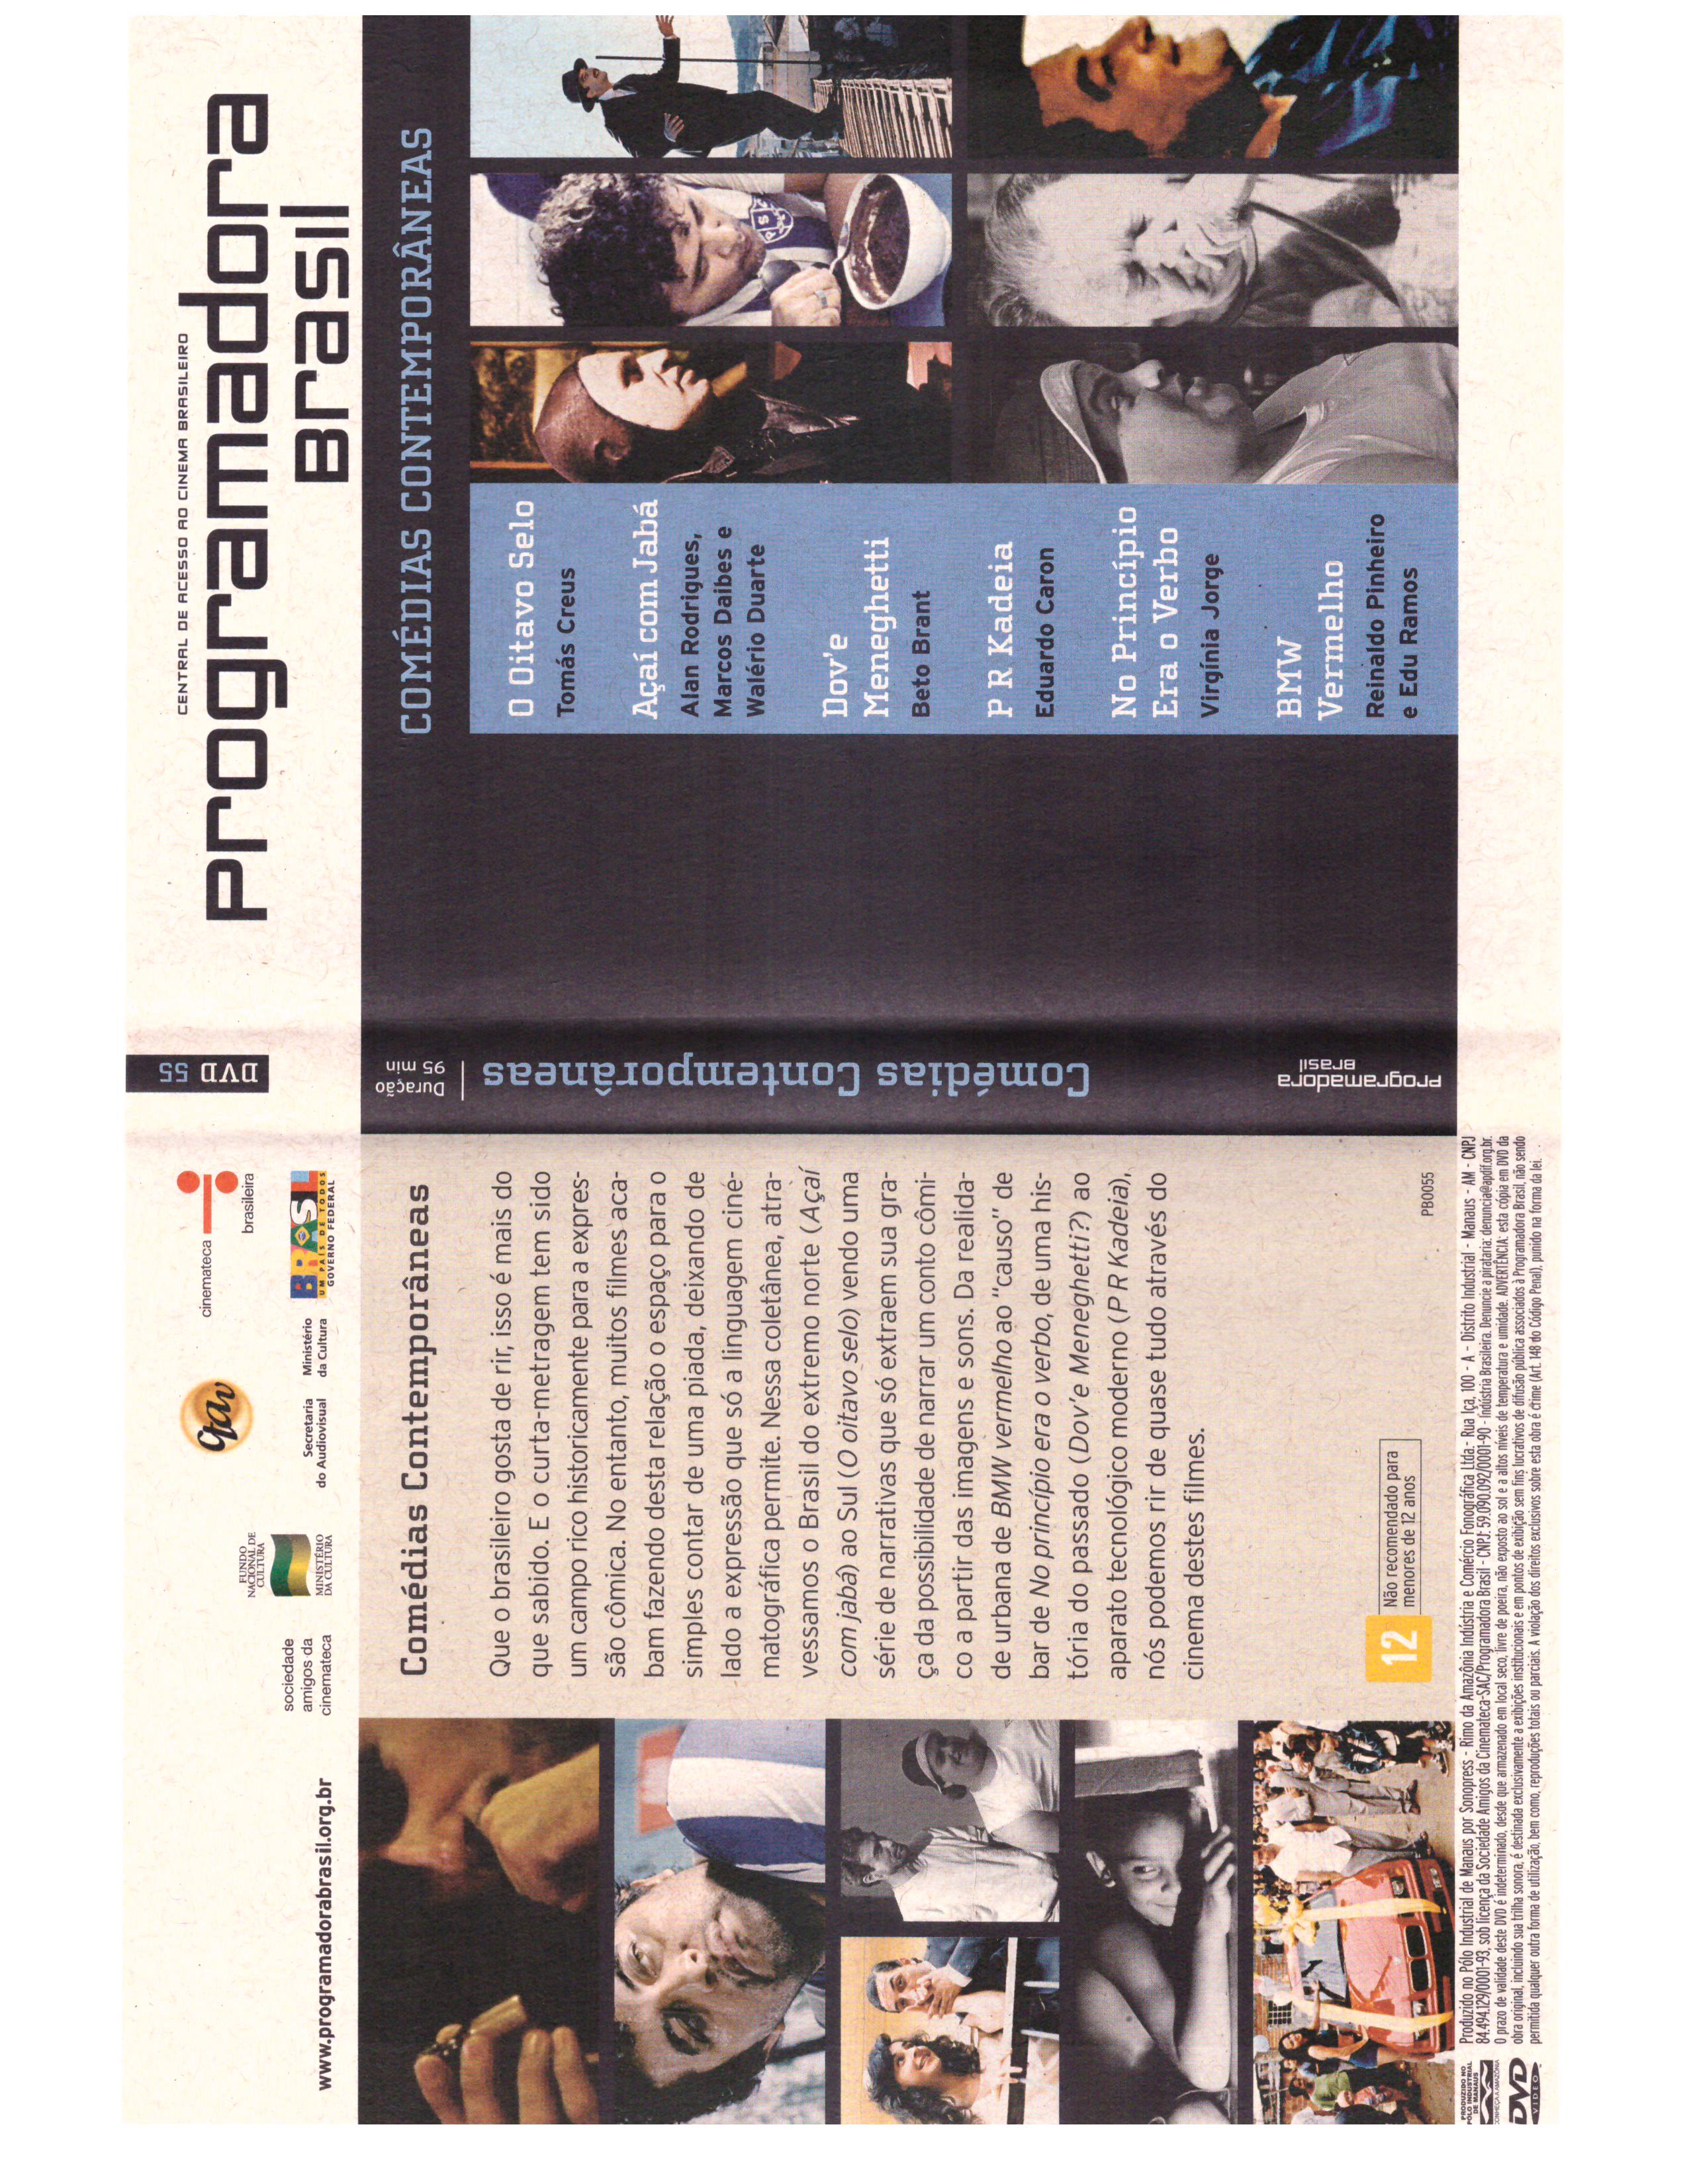 www.programadorabrasil.org.br
sociedade
amigos da
cinemateca
FUNDO
NACIONAL DE
CULTURA
MINISTÉRIO
DA CULTURA
Secretaria
do Audiovisual
Ministério
da Cultura
cinemateca
brasileira
BRASIL
UM PAÍS DE TODOS
GOVERNO FEDERAL
Comédias Contemporâneas
Que o brasileiro gosta de rir, isso é mais do
que sabido. E o curta-metragem tem sido
um campo rico historicamente para a expres-
são cômica. No entanto, muitos filmes aca-
bam fazendo desta relação o espaço para o
simples contar de uma piada, deixando de
lado a expressão que só a linguagem cine-
matográfica permite. Nessa coletânea, atra-
vessamos o Brasil do extremo norte (Açaí
com jabá) ao Sul (O oitavo selo) vendo uma
série de narrativas que só extraem sua gra-
ça da possibilidade de narrar um conto cômi-
co a partir das imagens e sons. Da realida-
de urbana de BMW vermelho ao "causo" de
bar de No princípio era o verbo, de uma his-
tória do passado (Dov'e Meneghetti?) ao
aparato tecnológico moderno (P R Kadeia),
nós podemos rir de quase tudo através do
cinema destes filmes.
12
Não recomendado para
menores de 12 anos
PB0055
PRODUZIDO NO
PÓLO INDUSTRIAL
DE MANAUS
CONHEÇA A AMAZÔNIA
DVD
VIDEO
Produzido no Pólo Industrial de Manaus por Sonopress - Rimo da Amazônia Indústria e Comércio Fonográfica Ltda.- Rua Iça, 100 - A - Distrito Industrial - Manaus - AM - CNPJ
84.494.129/0001-93, sob licença da Sociedade Amigos da Cinemateca-SAC/Programadora Brasil - CNPJ: 59.090.092/0001-90 - Indústria Brasileira. Denuncie a pirataria: denuncia@apdif.org.br.
O prazo de validade deste DVD é indeterminado, desde que armazenado em local seco, livre de poeira, não exposto ao sol e a altos níveis de temperatura e umidade. ADVERTÊNCIA: esta cópia em DVD da
obra original, incluindo sua trilha sonora, é destinada exclusivamente a exibições institucionais e em pontos de exibição sem fins lucrativos de difusão pública associados à Programadora Brasil, não sendo
permitida qualquer outra forma de utilização, bem como, reproduções totais ou parciais. A violação dos direitos exclusivos sobre esta obra é crime (Art. 148 do Código Penal), punido na forma da lei.
DVD 55
Duração
95 min
Comédias Contemporâneas
Programadora
Brasil
CENTRAL DE ACESSO AO CINEMA BRASILEIRO
Programadora
Brasil
COMÉDIAS CONTEMPORÂNEAS
O Oitavo Selo
Tomás Creus
Açaí com Jabá
Alan Rodrigues,
Marcos Daibes e
Walério Duarte
Dov'e
Meneghetti
Beto Brant
P R Kadeia
Eduardo Caron
No Princípio
Era o Verbo
Virgínia Jorge
BMW
Vermelho
Reinaldo Pinheiro
e Edu Ramos